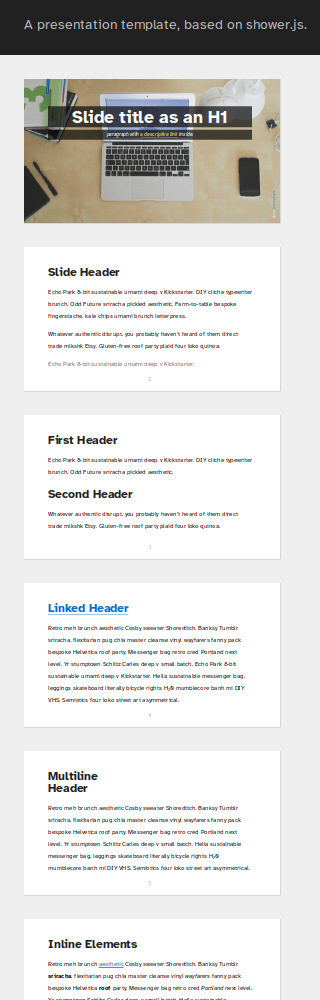 A presentation template, based on shower.js.
Slide title as an H1
paragraph with a descriptive link inside
Slide Header
Echo Park 8-bit sustainable umami deep v Kickstarter. DIY cliche typewriter
brunch. Odd Future sriracha pickled aesthetic. Farm-to-table bespoke
fingerstache, kale chips umami brunch letterpress.
Whatever authentic disrupt, you probably haven't heard of them direct
trade mlkshk Etsy. Gluten-free roof party plaid four loko quinoa.
Echo Park 8-bit sustainable umami deep v Kickstarter.
2
First Header
Echo Park 8-bit sustainable umami deep v Kickstarter. DIY cliche typewriter
brunch. Odd Future sriracha pickled aesthetic.
Second Header
Whatever authentic disrupt, you probably haven't heard of them direct
trade mlkshk Etsy. Gluten-free roof party plaid four loko quinoa.
3
Linked Header
Retro meh brunch aesthetic Cosby sweater Shoreditch. Banksy Tumblr
sriracha, flexitarian pug chia master cleanse vinyl wayfarers fanny pack
bespoke Helvetica roof party. Messenger bag retro cred Portland next
level. Yr stumptown Schlitz Carles deep v small batch. Echo Park 8-bit
sustainable umami deep v Kickstarter. Hella sustainable messenger bag,
leggings skateboard literally bicycle rights H₂0 mumblecore banh mi DIY
VHS. Semiotics four loko street art asymmetrical.
4
Multiline
Header
Retro meh brunch aesthetic Cosby sweater Shoreditch. Banksy Tumblr
sriracha, flexitarian pug chia master cleanse vinyl wayfarers fanny pack
bespoke Helvetica roof party. Messenger bag retro cred Portland next
level. Yr stumptown Schlitz Carles deep v small batch. Hella sustainable
messenger bag, leggings skateboard literally bicycle rights H₂0
mumblecore banh mi DIY VHS. Semiotics four loko street art asymmetrical.
5
Inline Elements
Retro meh brunch aesthetic Cosby sweater Shoreditch. Banksy Tumblr
sriracha, flexitarian pug chia master cleanse vinyl wayfarers fanny pack
bespoke Helvetica roof party. Messenger bag retro cred Portland next level.